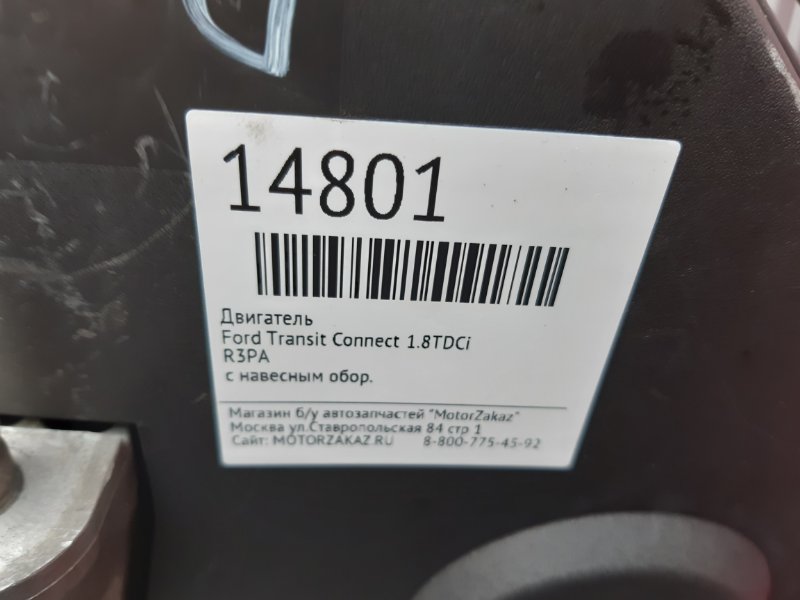 14801
Двигатель
Ford Transit Connect 1.8TDCi
R3PA
с навесным обор.
Магазин б/у автозапчастей "MotorZakaz"
Москва ул.Ставропольская 84 стр 1
Сайт: MOTORZAKAZ.RU 8-800-775-45-92